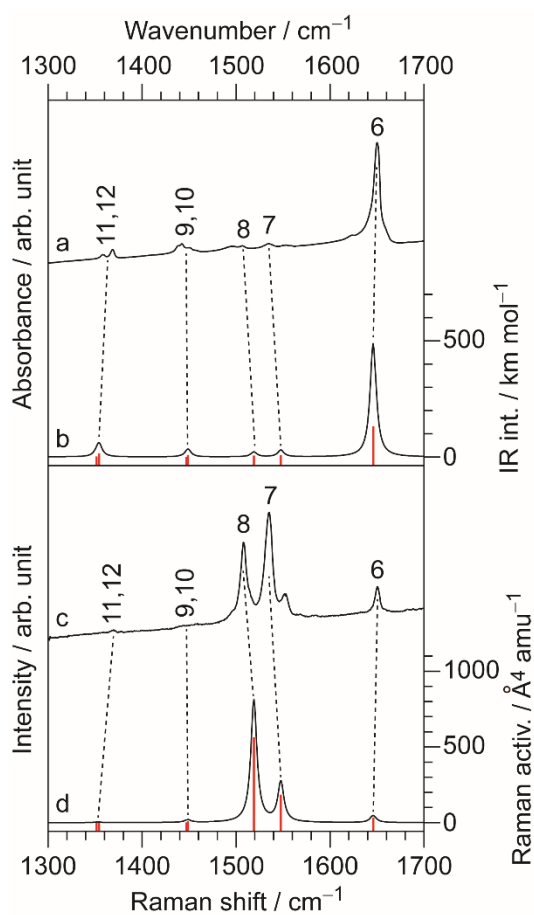 Wavenumber / cm⁻¹
1300 1400 1500 1600 1700
Absorbance / arb. unit
a
11,12
9,10
8
7
6
b
500
0
IR int. / km mol⁻¹
Intensity / arb. unit
c
11,12
9,10
8
7
6
d
1000
500
0
Raman activ. / Å⁴ amu⁻¹
1300 1400 1500 1600 1700
Raman shift / cm⁻¹